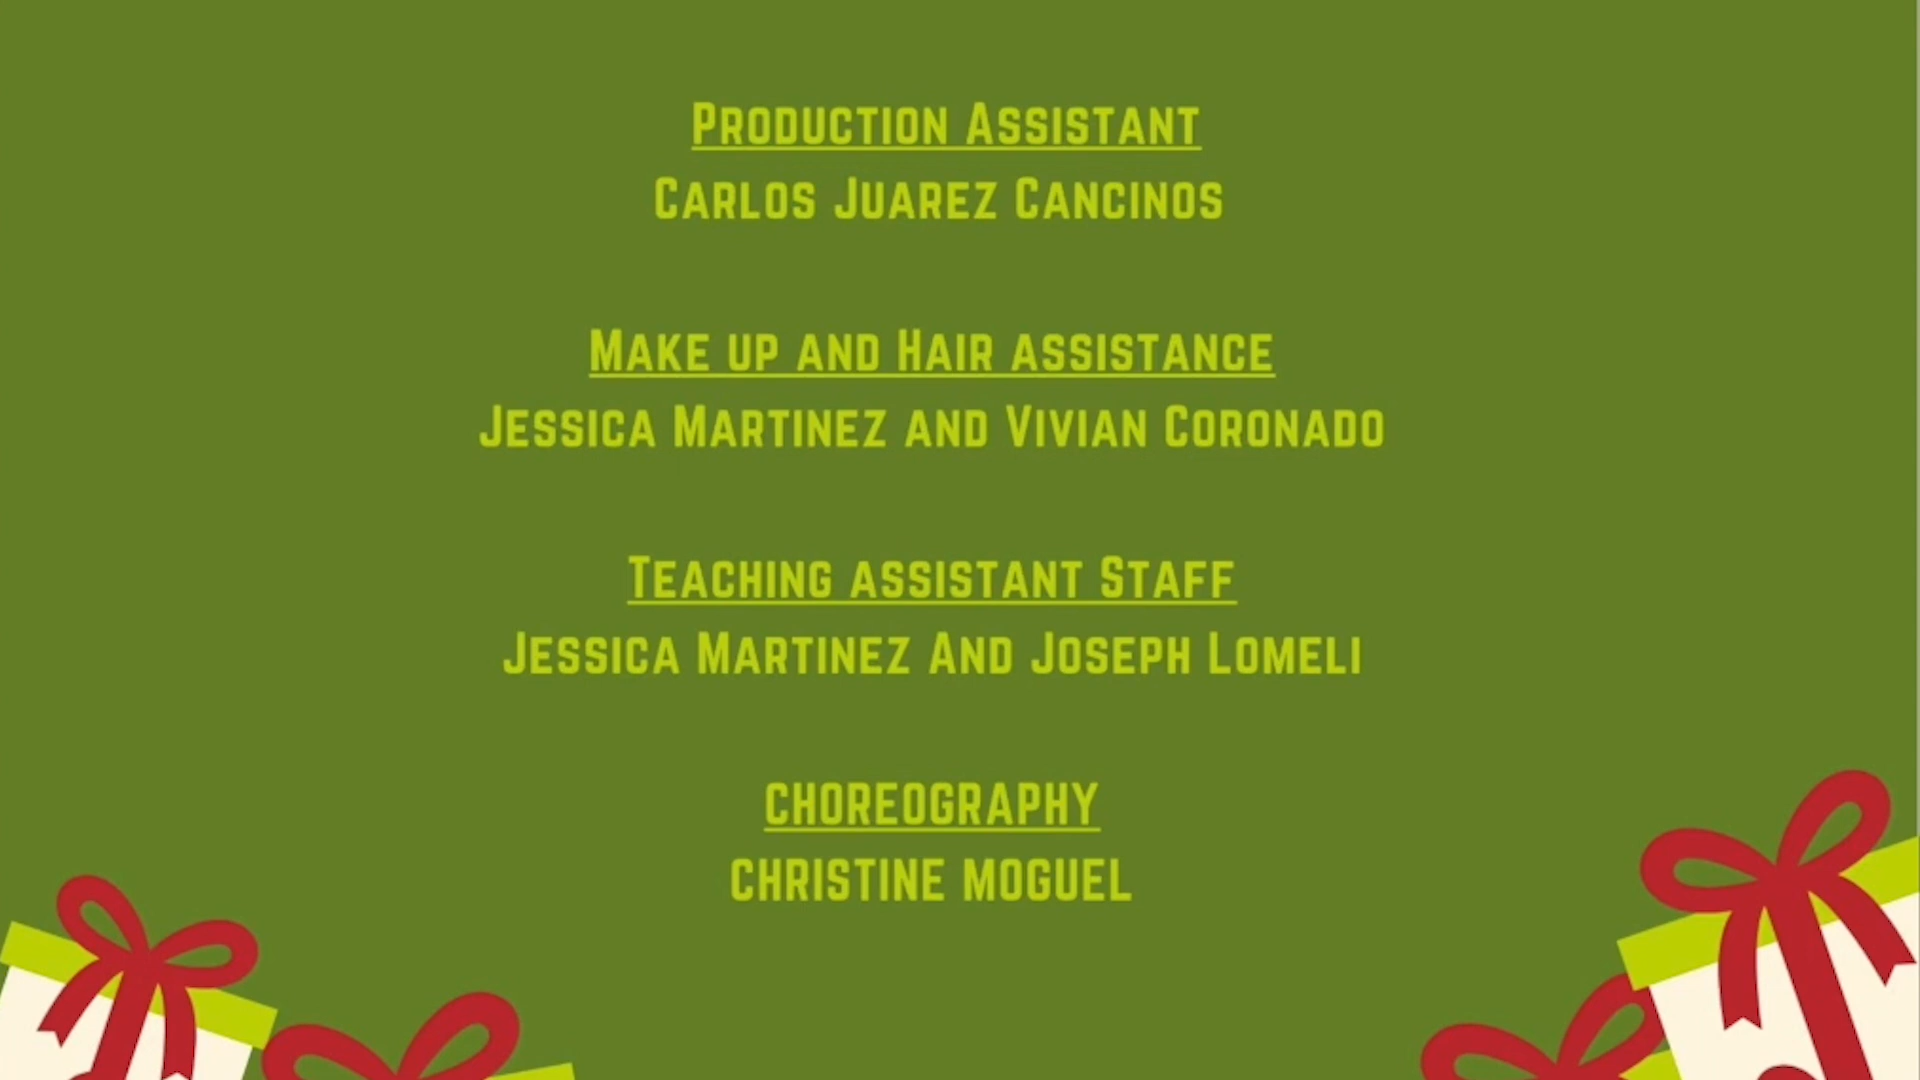 Production Assistant
Carlos Juarez Cancinos
Make up and Hair assistance
Jessica Martinez and Vivian Coronado
Teaching assistant Staff
Jessica Martinez And Joseph Lomeli
CHOREOGRAPHY
CHRISTINE MOGUEL